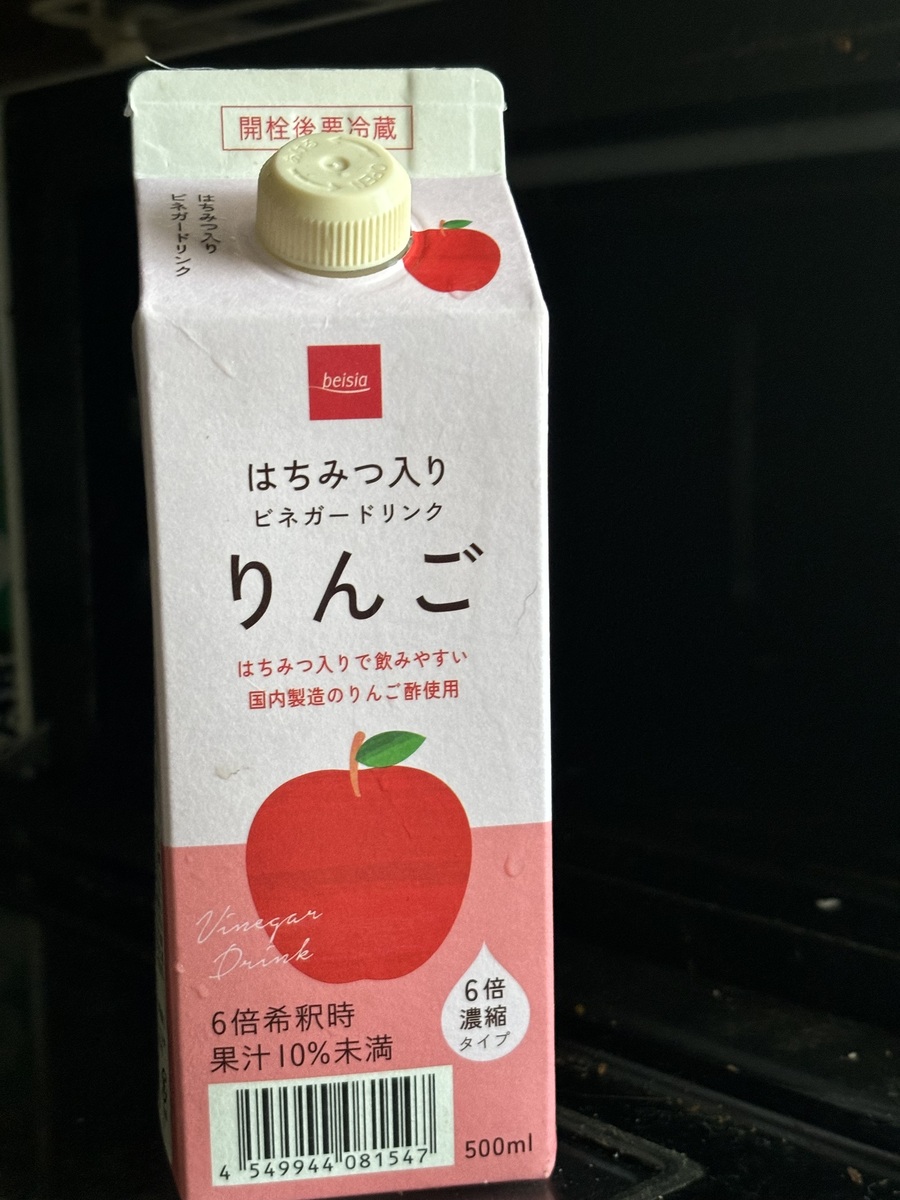 開栓後要冷蔵
OPEN
はちみつ入り
ビネガードリンク
beisia
はちみつ入り
ビネガードリンク
りんご
はちみつ入りで飲みやすい
国内製造のりんご酢使用
Vinegar
Drink
6倍
濃縮
タイプ
6倍希釈時
果汁10%未満
4 549944 081547
500ml